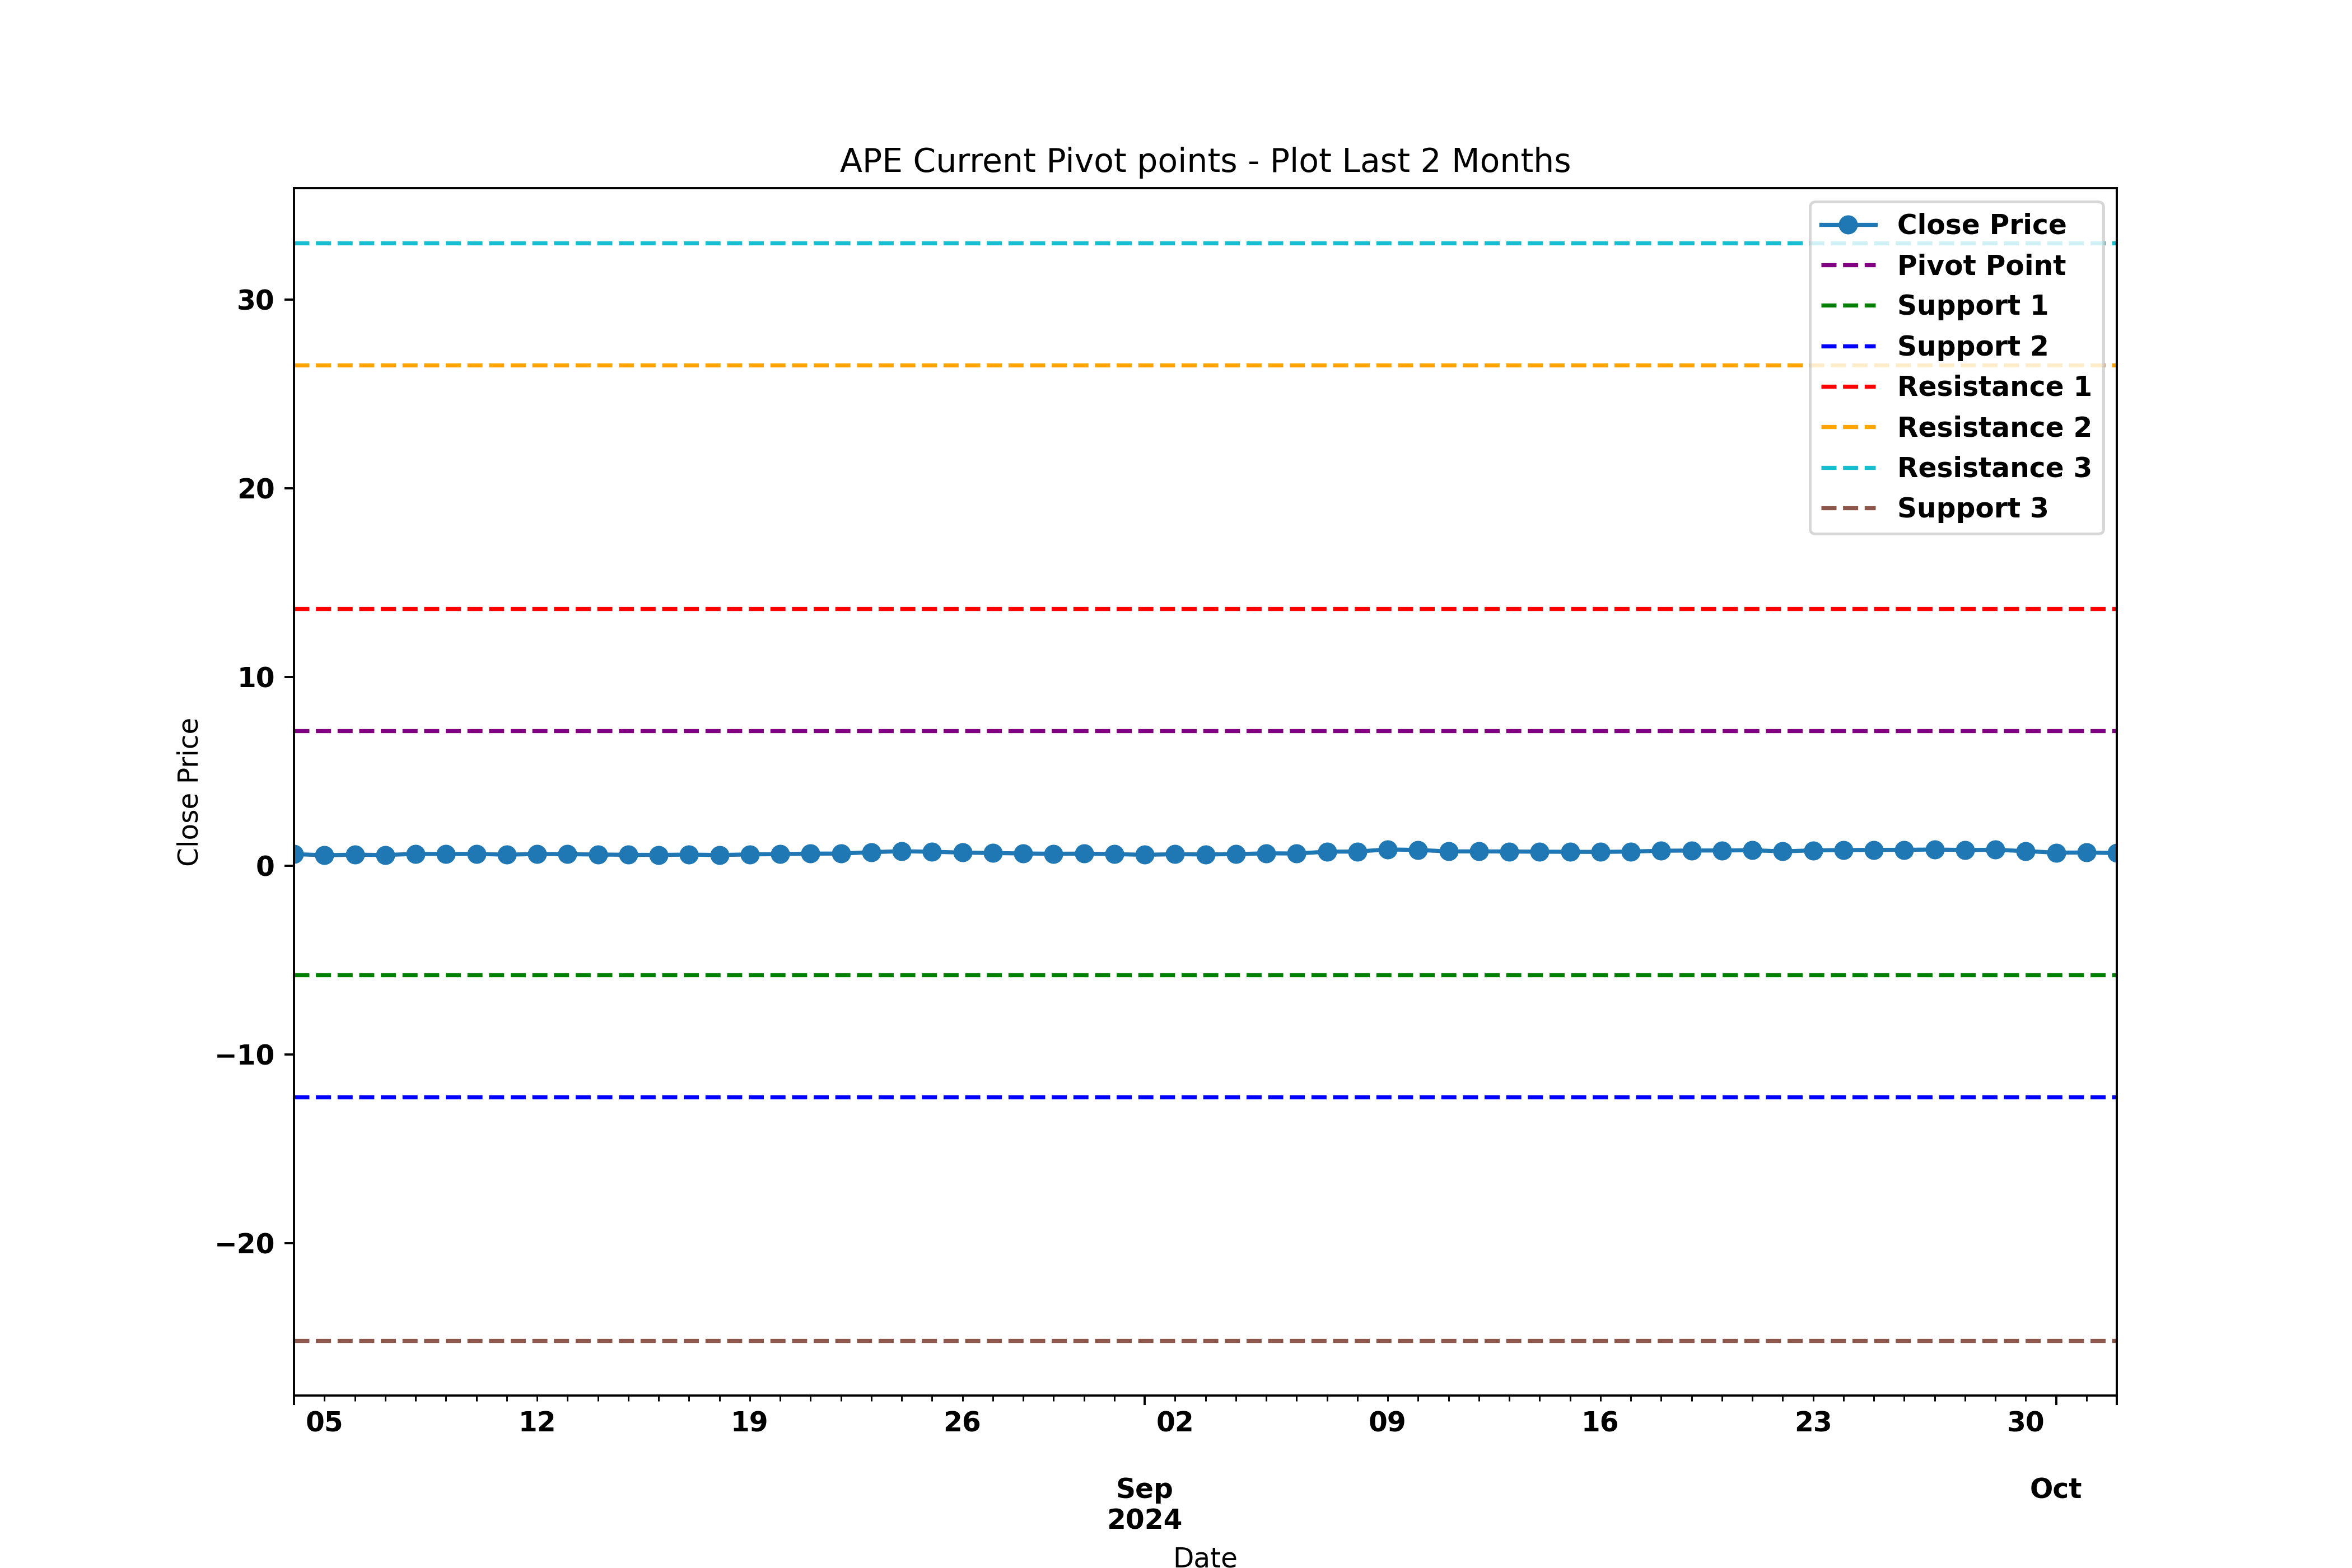 APE Current Pivot points - Plot Last 2 Months
Close Price
Pivot Point
Support 1
Support 2
Resistance 1
Resistance 2
Resistance 3
Support 3
30
20
10
0
−10
−20
Close Price
05 12 19 26 02 09 16 23 30
Sep Oct
2024
Date